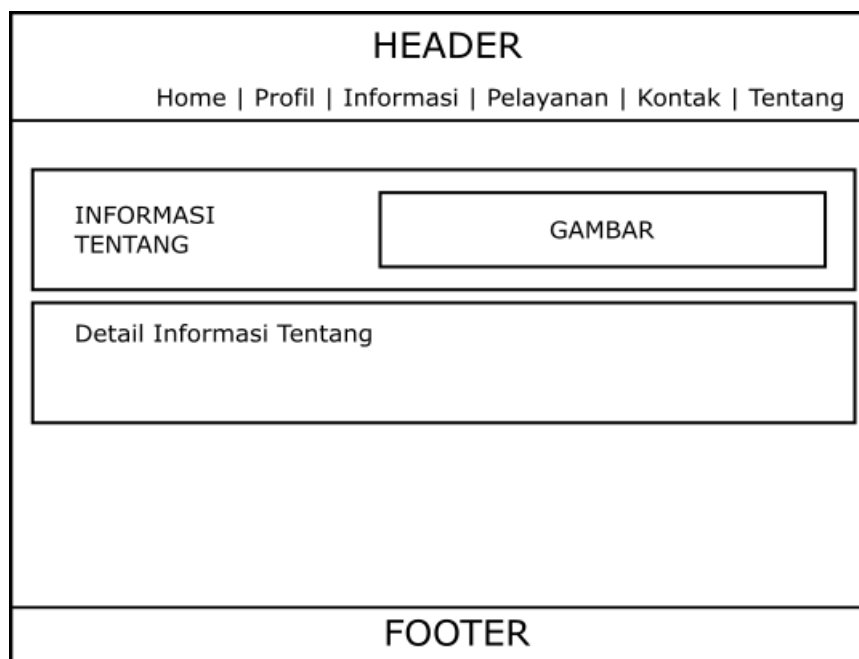 HEADER
Home | Profil | Informasi | Pelayanan | Kontak | Tentang
INFORMASI
TENTANG
GAMBAR
Detail Informasi Tentang
FOOTER